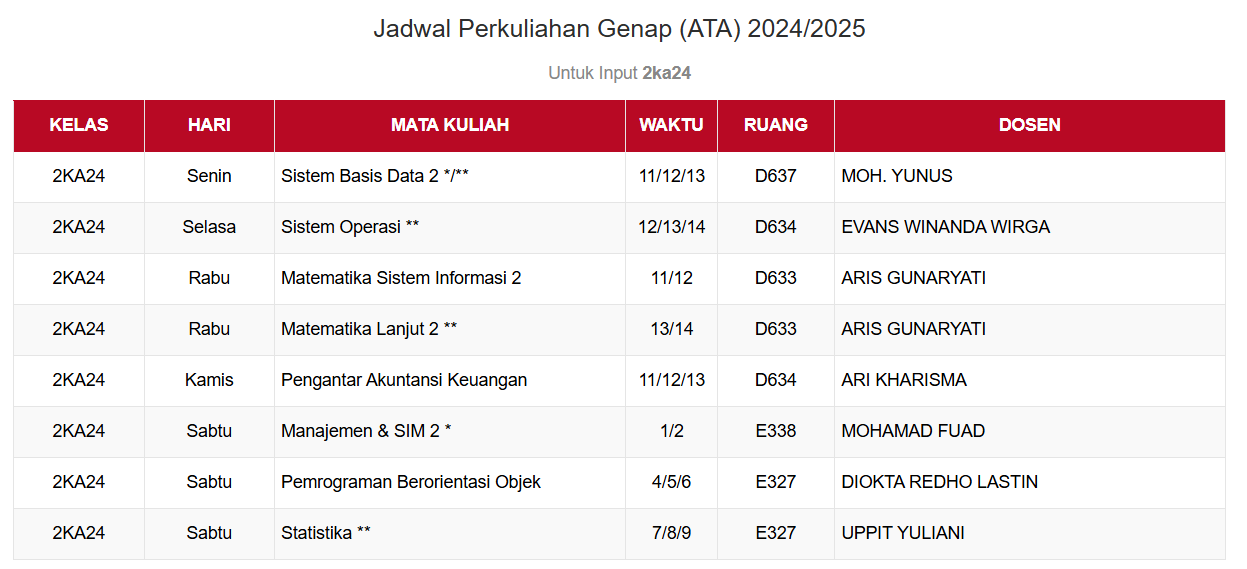 Jadwal Perkuliahan Genap (ATA) 2024/2025
Untuk Input 2ka24
KELAS HARI MATA KULIAH WAKTU RUANG DOSEN
2KA24 Senin Sistem Basis Data 2 */** 11/12/13 D637 MOH. YUNUS
2KA24 Selasa Sistem Operasi ** 12/13/14 D634 EVANS WINANDA WIRGA
2KA24 Rabu Matematika Sistem Informasi 2 11/12 D633 ARIS GUNARYATI
2KA24 Rabu Matematika Lanjut 2 ** 13/14 D633 ARIS GUNARYATI
2KA24 Kamis Pengantar Akuntansi Keuangan 11/12/13 D634 ARI KHARISMA
2KA24 Sabtu Manajemen & SIM 2 * 1/2 E338 MOHAMAD FUAD
2KA24 Sabtu Pemrograman Berorientasi Objek 4/5/6 E327 DIOKTA REDHO LASTIN
2KA24 Sabtu Statistika ** 7/8/9 E327 UPPIT YULIANI